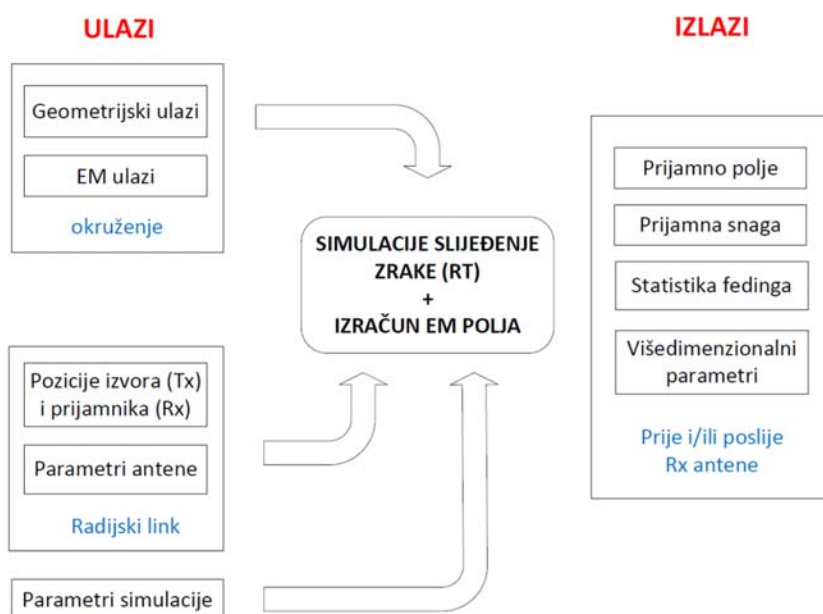 ULAZI
Geometrijski ulazi
EM ulazi
okruženje
Pozicije izvora (Tx)
i prijamnika (Rx)
Parametri antene
Radijski link
Parametri simulacije
SIMULACIJE SLIJEĐENJE
ZRAKE (RT)
+
IZRAČUN EM POLJA
IZLAZI
Prijamno polje
Prijamna snaga
Statistika fedinga
Višedimenzionalni
parametri
Prije i/ili poslije
Rx antene